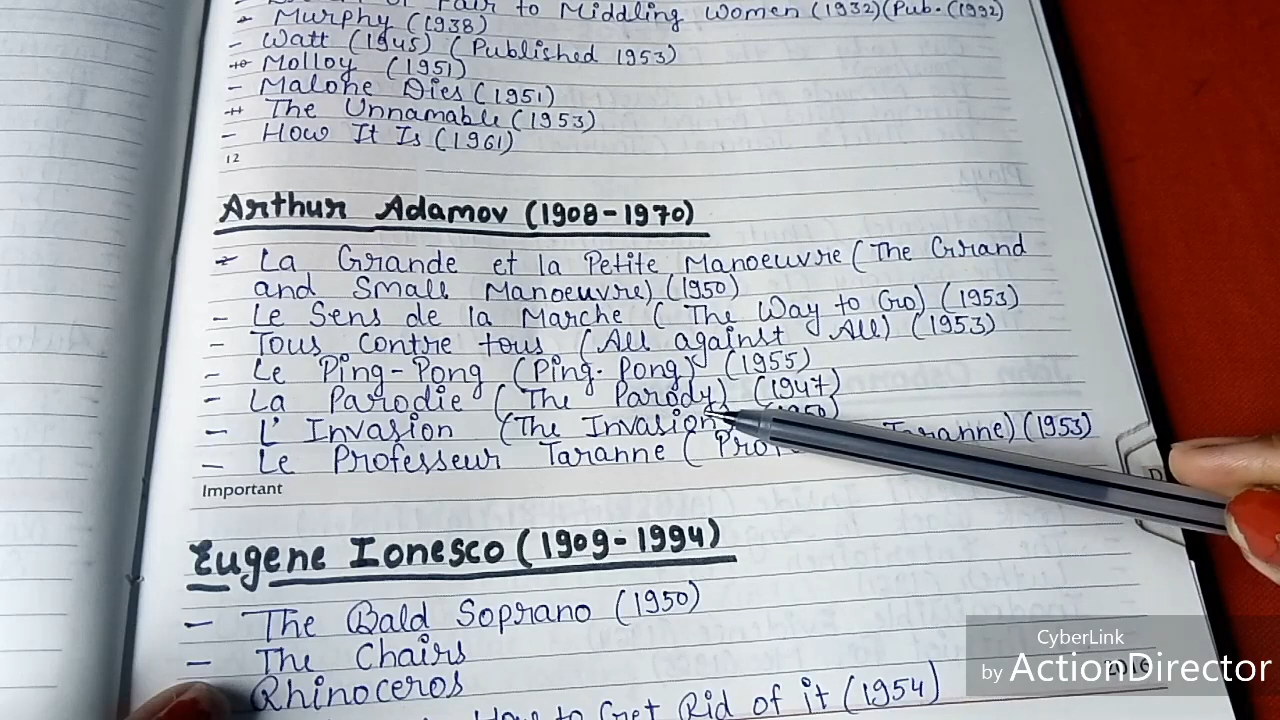 Fair to Middling Women (1932) (Pub. (1992)
- Murphy (1938)
- Watt (1945) (Published 1953)
- Molloy (1951)
- Malone Dies (1951)
- The Unnamable (1953)
- How It Is (1961)
12
Arthur Adamov (1908-1970)
- La Grande et la Petite Manoeuvre (The Grand
and Small Manoeuvre) (1950)
- Le Sens de la Marche (The Way to Go) (1953)
- Tous contre tous (All against All) (1953)
- Le Ping-Pong (Ping-Pong) (1955)
- La Parodie (The Parody) (1947)
- L'Invasion (The Invasion) (1950)
- Le Professeur Taranne (Taranne) (1953)
Important
Eugene Ionesco (1909-1994)
- The Bald Soprano (1950)
- The Chairs
Rhinoceros
How to Get Rid of it (1954)
CyberLink
by ActionDirector